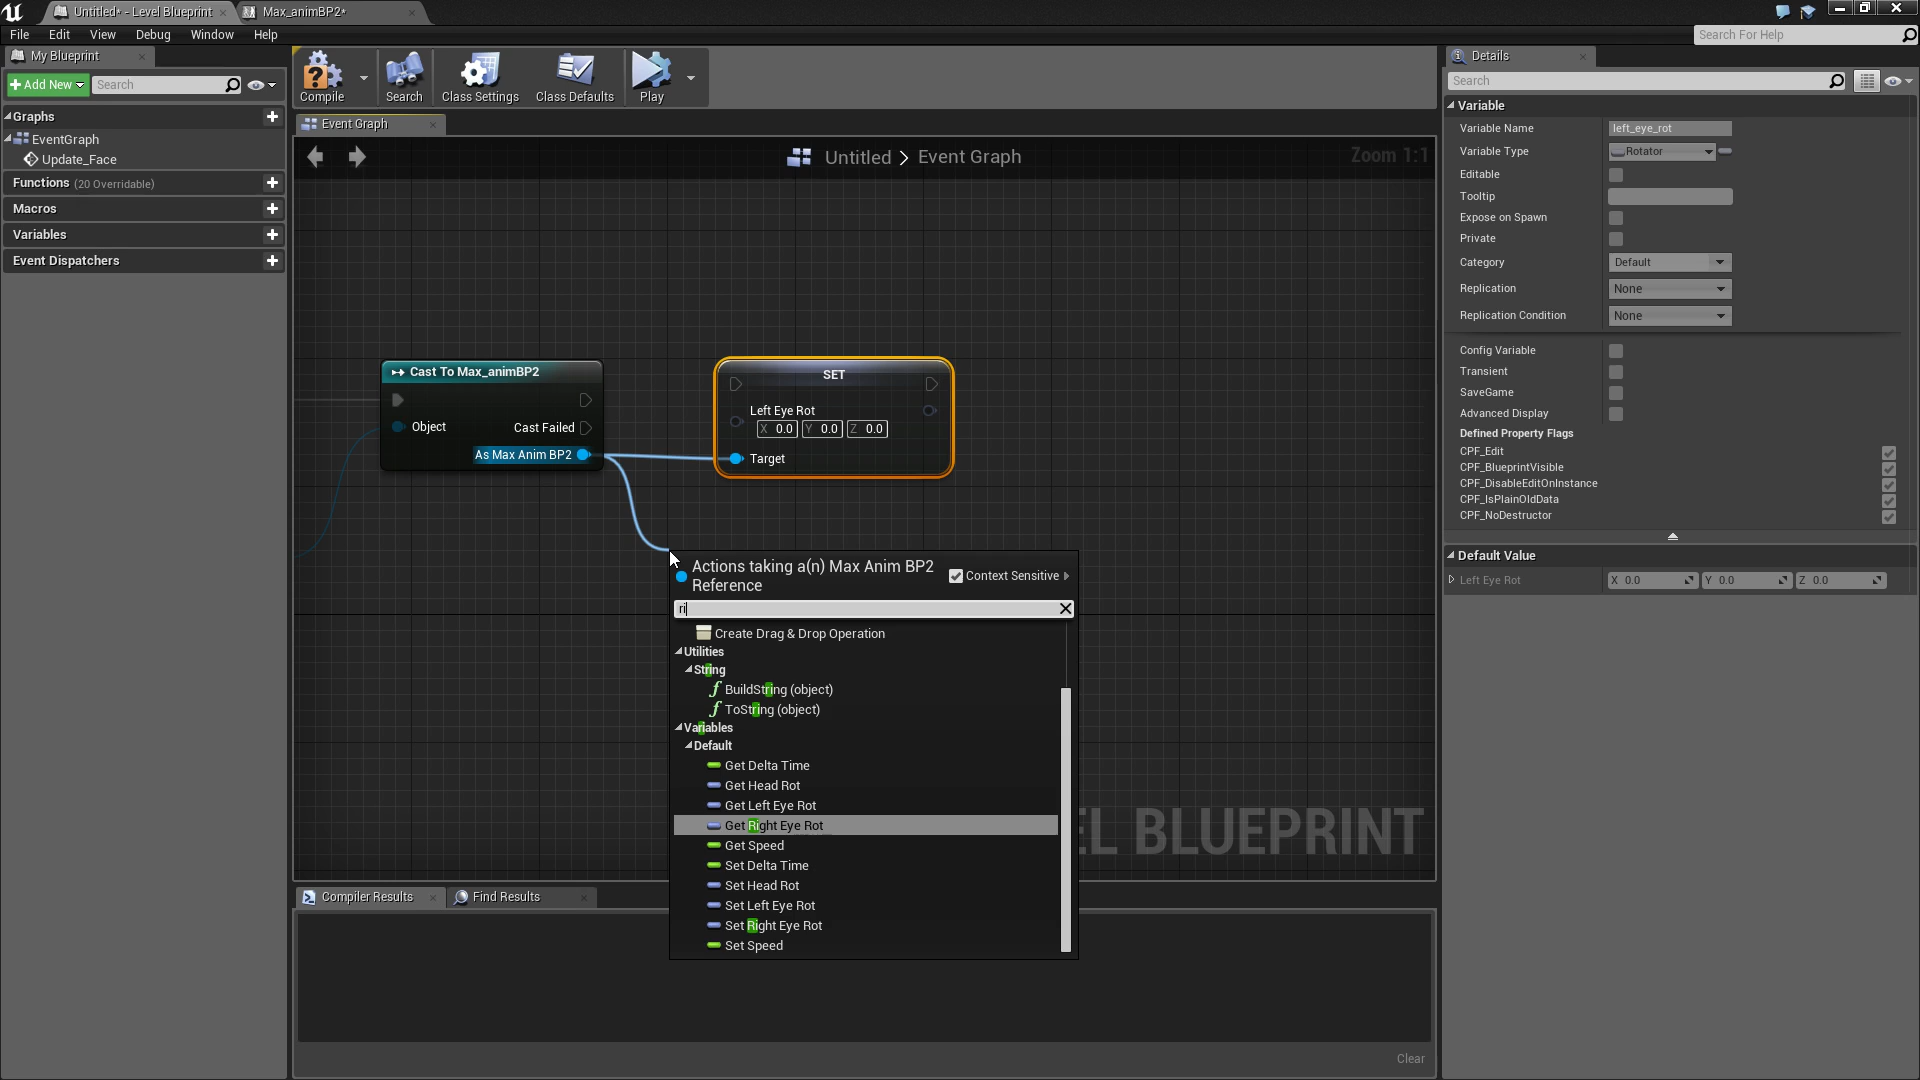 Untitled* - Level Blueprint
Max_animBP2*
File Edit View Debug Window Help
Search For Help
My Blueprint
Add New
Search
Graphs
EventGraph
Update_Face
Functions (20 Overridable)
Macros
Variables
Event Dispatchers
Compile
Search
Class Settings
Class Defaults
Play
Event Graph
Untitled > Event Graph
Zoom 1:1
Cast To Max_animBP2
Object
Cast Failed
As Max Anim BP2
SET
Left Eye Rot
X 0.0 Y 0.0 Z 0.0
Target
Actions taking a(n) Max Anim BP2
Reference
Context Sensitive
ri
Create Drag & Drop Operation
Utilities
String
BuildString (object)
ToString (object)
Variables
Default
Get Delta Time
Get Head Rot
Get Left Eye Rot
Get Right Eye Rot
Get Speed
Set Delta Time
Set Head Rot
Set Left Eye Rot
Set Right Eye Rot
Set Speed
EL BLUEPRINT
Compiler Results
Find Results
Clear
Details
Search
Variable
Variable Name left_eye_rot
Variable Type Rotator
Editable
Tooltip
Expose on Spawn
Private
Category Default
Replication None
Replication Condition None
Config Variable
Transient
SaveGame
Advanced Display
Defined Property Flags
CPF_Edit
CPF_BlueprintVisible
CPF_DisableEditOnInstance
CPF_IsPlainOldData
CPF_NoDestructor
Default Value
Left Eye Rot X 0.0 Y 0.0 Z 0.0